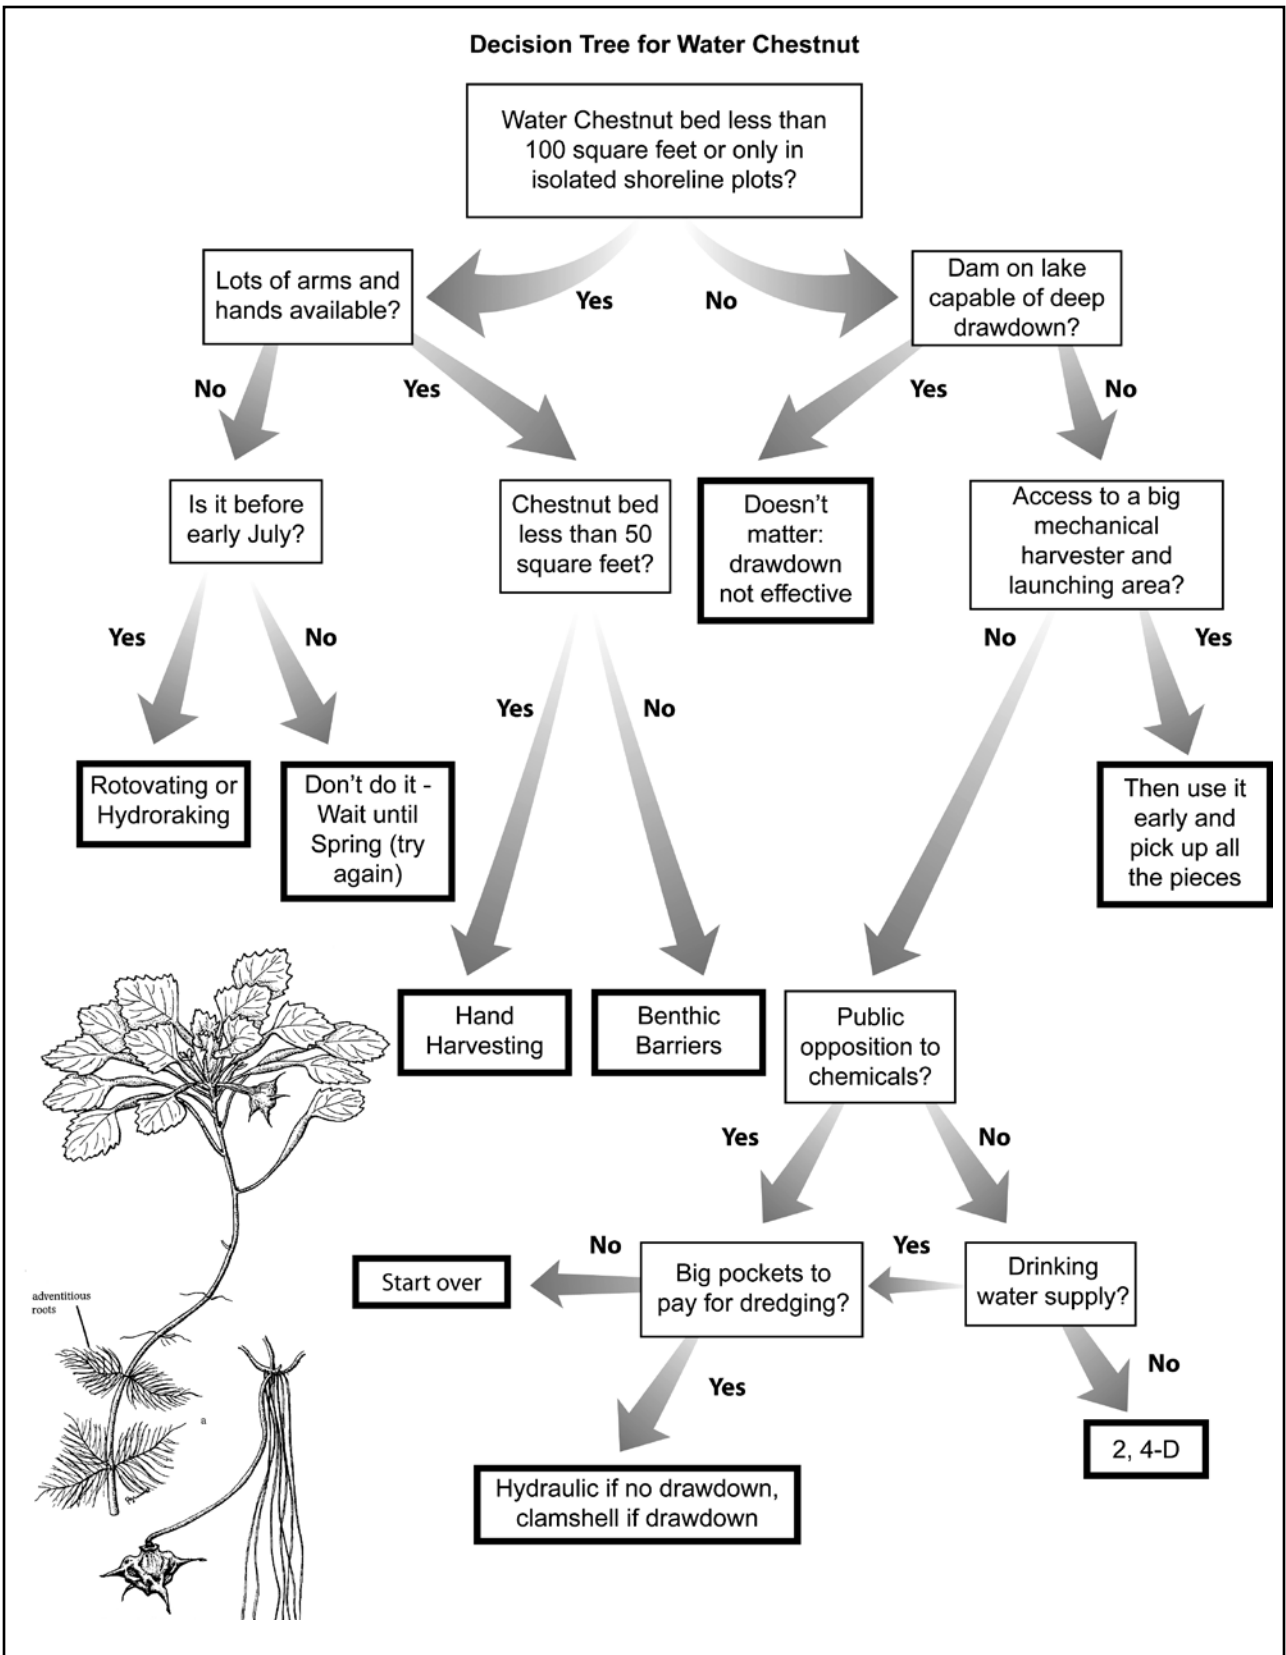 Decision Tree for Water Chestnut
Water Chestnut bed less than
100 square feet or only in
isolated shoreline plots?
Lots of arms and
hands available?
Yes
No
Dam on lake
capable of deep
drawdown?
No
Yes
Yes
No
Is it before
early July?
Chestnut bed
less than 50
square feet?
Doesn't
matter:
drawdown
not effective
Access to a big
mechanical
harvester and
launching area?
Yes
No
Yes
No
No
Yes
Rotovating or
Hydroraking
Don't do it -
Wait until
Spring (try
again)
Then use it
early and
pick up all
the pieces
Hand
Harvesting
Benthic
Barriers
Public
opposition to
chemicals?
Yes
No
Start over
No
Big pockets to
pay for dredging?
Yes
Drinking
water supply?
Yes
No
2, 4-D
Hydraulic if no drawdown,
clamshell if drawdown
adventitious
roots
a